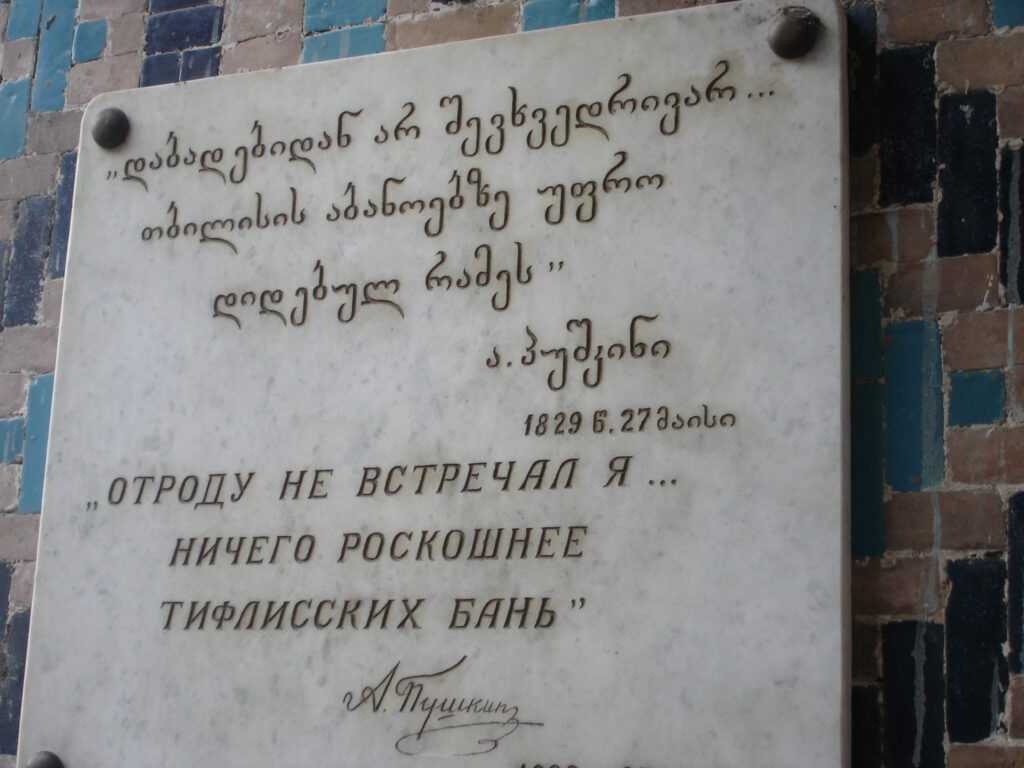 „დაბადებიდან არ შევხვედრივარ...
თბილისის აბანოებზე უფრო
დიდებულ რამეს”
ა. პუშკინი
1829 წ. 27 მაისი
„ОТРОДУ НЕ ВСТРЕЧАЛ Я...
НИЧЕГО РОСКОШНЕЕ
ТИФЛИССКИХ БАНЬ”
А. Пушкин